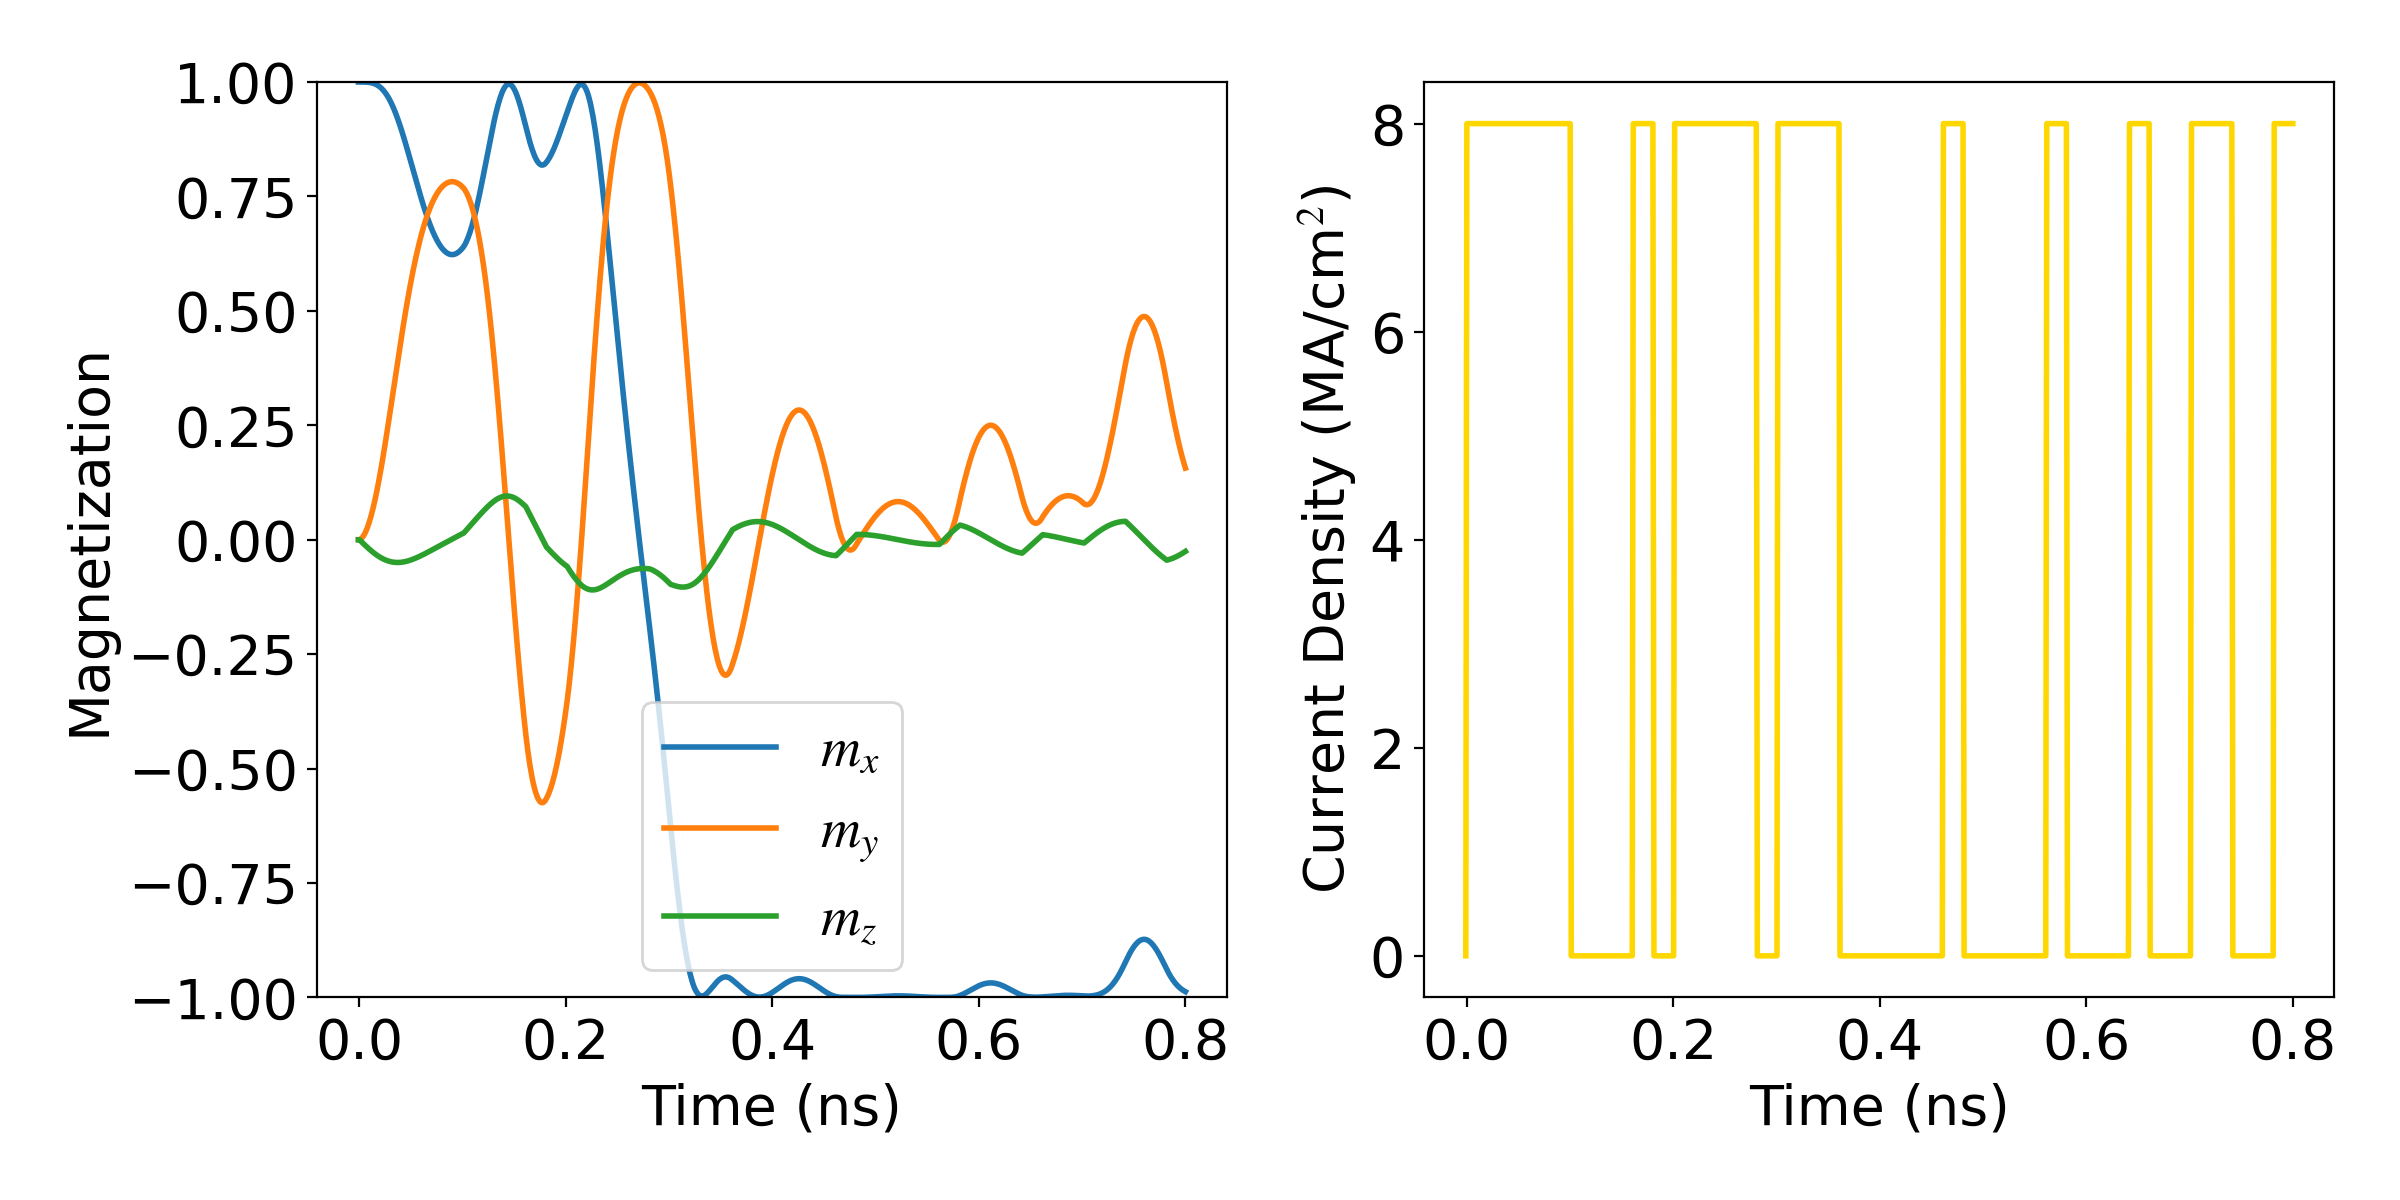 1.00
0.75
0.50
0.25
0.00
−0.25
−0.50
−0.75
−1.00
Magnetization
0.0 0.2 0.4 0.6 0.8
Time (ns)
m_x
m_y
m_z
8
6
4
2
0
Current Density (MA/cm²)
0.0 0.2 0.4 0.6 0.8
Time (ns)